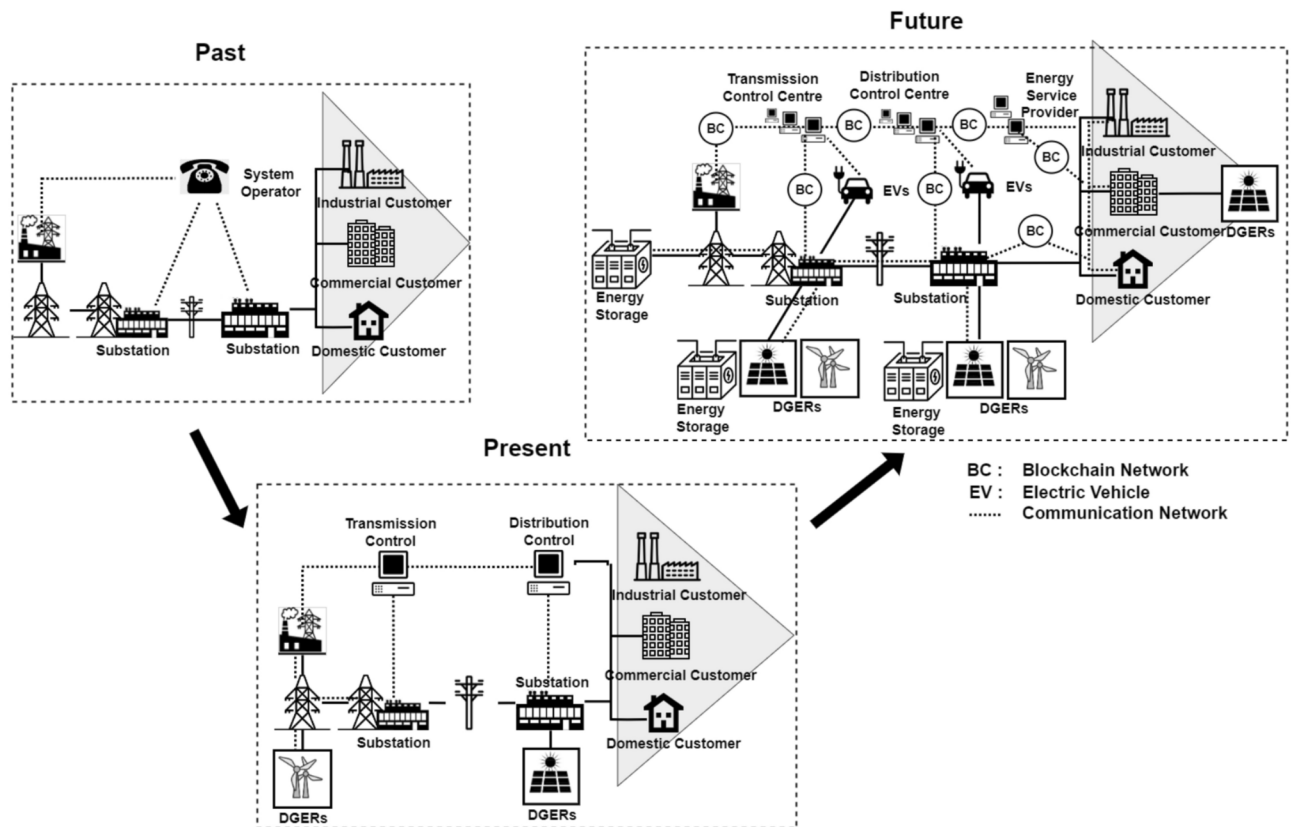 Past
System
Operator
Industrial Customer
Commercial Customer
Domestic Customer
Substation
Substation
Future
Transmission
Control Centre
Distribution
Control Centre
Energy
Service
Provider
BC
BC
BC
BC
BC
BC
BC
EVs
EVs
Industrial Customer
Commercial Customer
DGERs
Domestic Customer
Energy
Storage
Substation
Substation
Energy
Storage
DGERs
Energy
Storage
DGERs
Present
Transmission
Control
Distribution
Control
Industrial Customer
Commercial Customer
Domestic Customer
Substation
Substation
DGERs
DGERs
BC : Blockchain Network
EV : Electric Vehicle
Communication Network